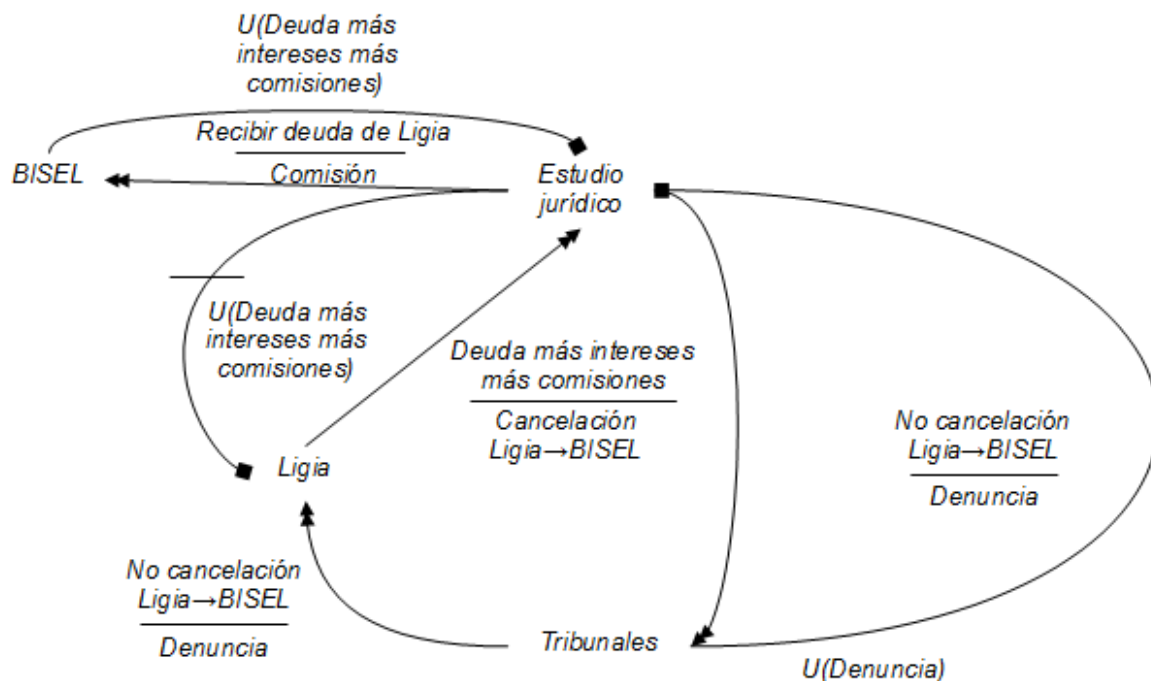 U(Deuda más
intereses más
comisiones)
Recibir deuda de Ligia
Comisión
BISEL
Estudio
jurídico
U(Deuda más
intereses más
comisiones)
Deuda más intereses
más comisiones
Cancelación
Ligia→BISEL
No cancelación
Ligia→BISEL
Denuncia
Ligia
No cancelación
Ligia→BISEL
Denuncia
Tribunales
U(Denuncia)